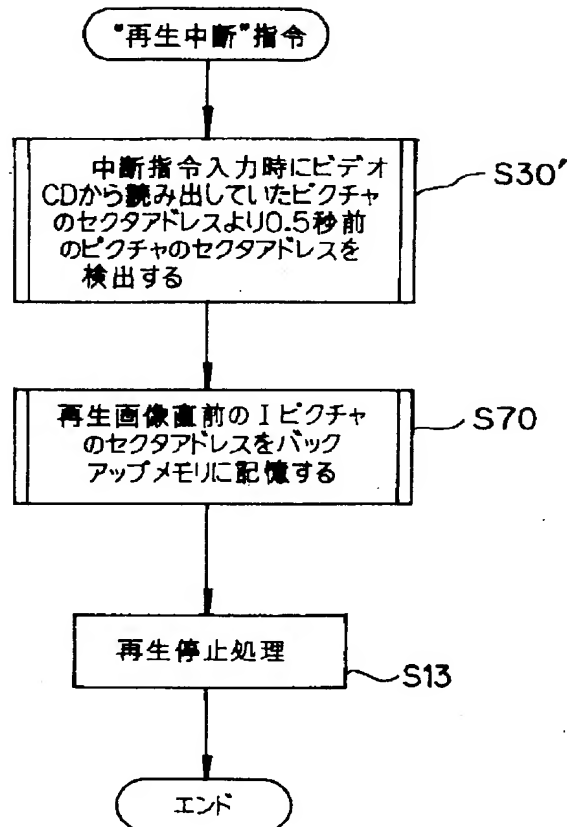 “再生中断”指令
中断指令入力時にビデオ
CDから読み出していたピクチャ
のセクタアドレスより0.5秒前
のピクチャのセクタアドレスを
検出する
S30'
再生画像直前のIピクチャ
のセクタアドレスをバック
アップメモリに記憶する
S70
再生停止処理
S13
エンド